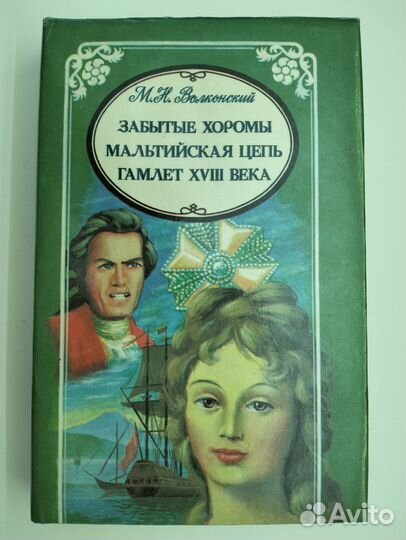 М.Н. Волконский
ЗАБЫТЫЕ ХОРОМЫ
МАЛЬТИЙСКАЯ ЦЕПЬ
ГАМЛЕТ XVIII ВЕКА
Avito